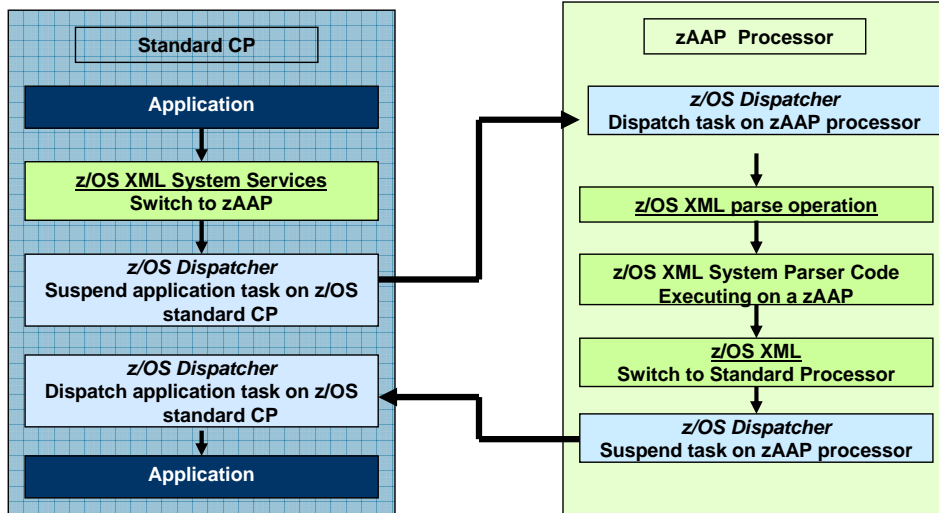 Standard CP
Application
z/OS XML System Services
Switch to zAAP
z/OS Dispatcher
Suspend application task on z/OS
standard CP
z/OS Dispatcher
Dispatch application task on z/OS
standard CP
Application
zAAP Processor
z/OS Dispatcher
Dispatch task on zAAP processor
z/OS XML parse operation
z/OS XML System Parser Code
Executing on a zAAP
z/OS XML
Switch to Standard Processor
z/OS Dispatcher
Suspend task on zAAP processor